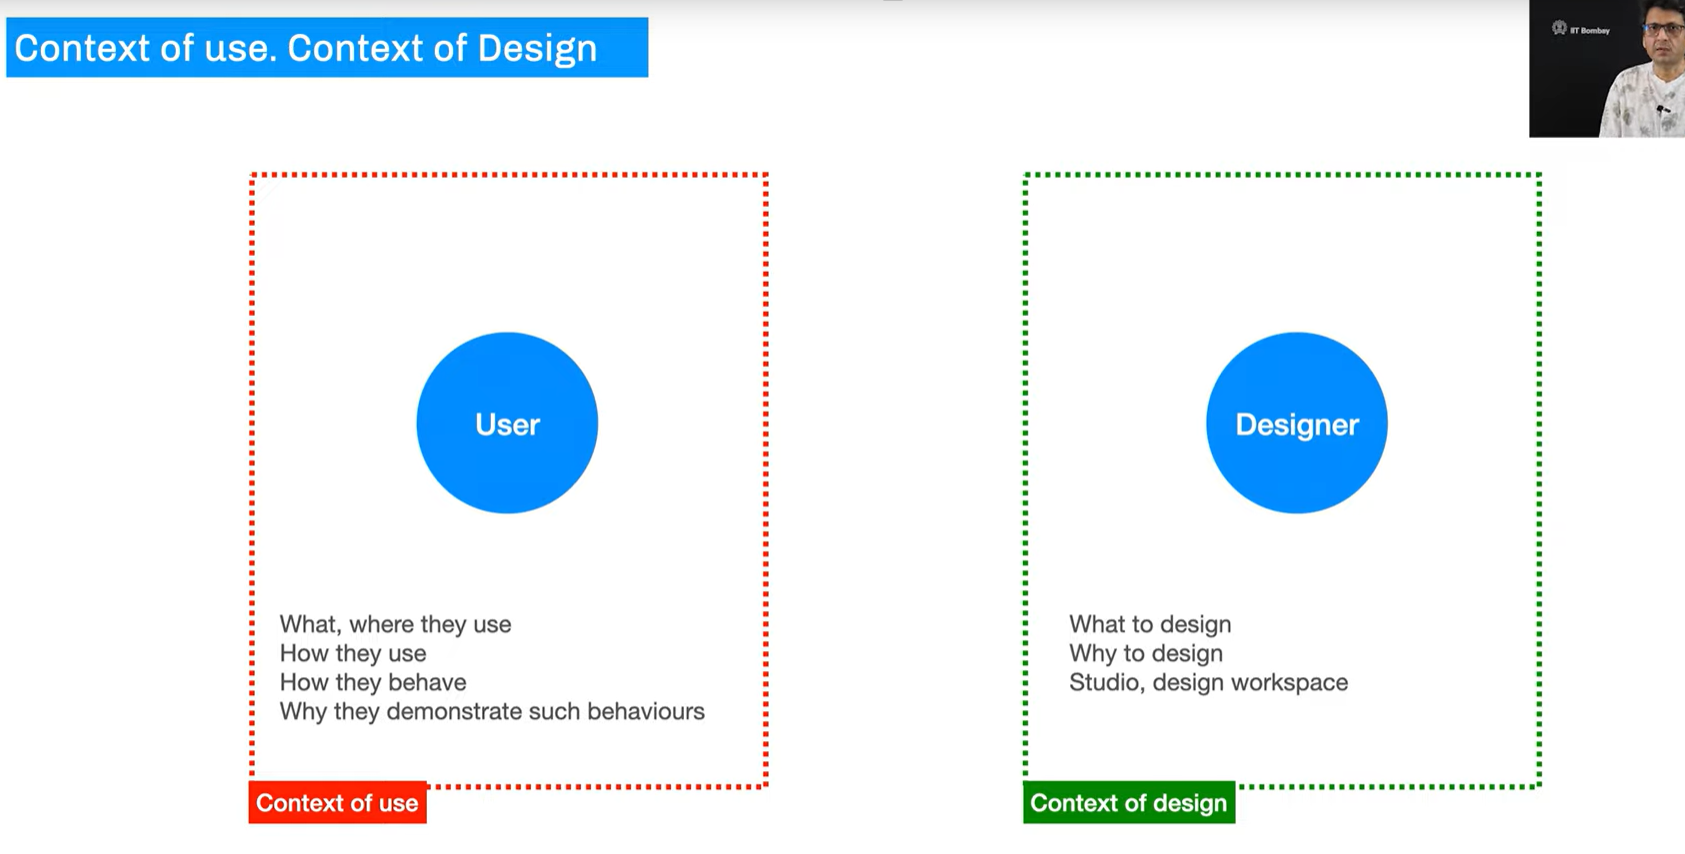 Context of use. Context of Design
IIT Bombay
User
What, where they use
How they use
How they behave
Why they demonstrate such behaviours
Context of use
Designer
What to design
Why to design
Studio, design workspace
Context of design